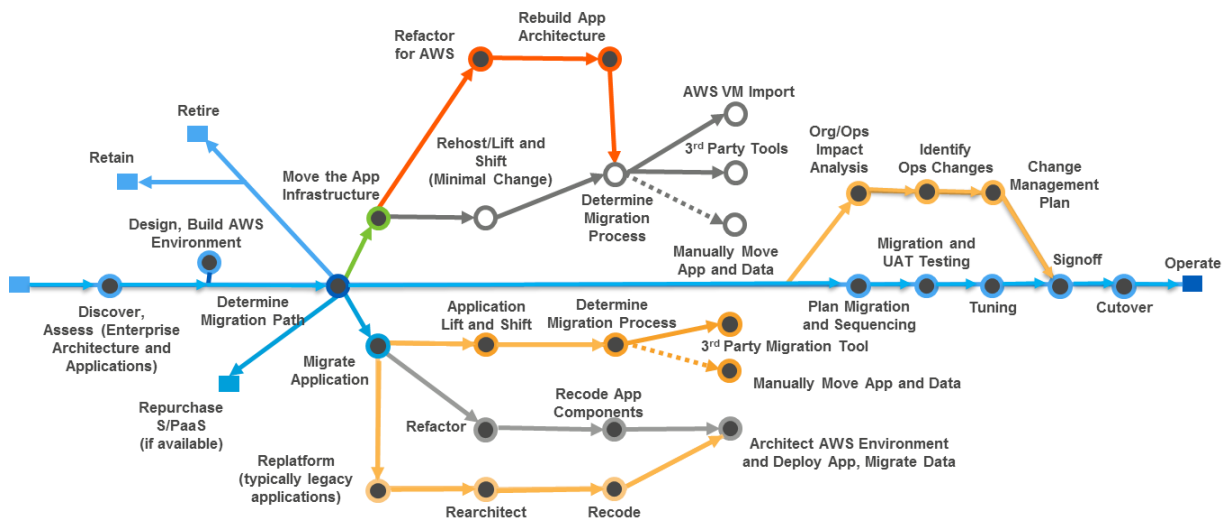 Rebuild App
Architecture
Refactor
for AWS
AWS VM Import
Retire
Retain
Rehost/Lift and
Shift
(Minimal Change)
3rd Party Tools
Org/Ops
Impact
Analysis
Identify
Ops Changes
Change
Management
Plan
Move the App
Infrastructure
Determine
Migration
Process
Design, Build AWS
Environment
Manually Move
App and Data
Migration and
UAT Testing
Signoff
Operate
Discover,
Assess (Enterprise
Architecture and
Applications)
Determine
Migration Path
Application
Lift and Shift
Determine
Migration Process
Plan Migration
and Sequencing
Tuning
Cutover
3rd Party Migration Tool
Migrate
Application
Manually Move App and Data
Repurchase
S/PaaS
(if available)
Refactor
Recode App
Components
Architect AWS Environment
and Deploy App, Migrate Data
Replatform
(typically legacy
applications)
Rearchitect
Recode